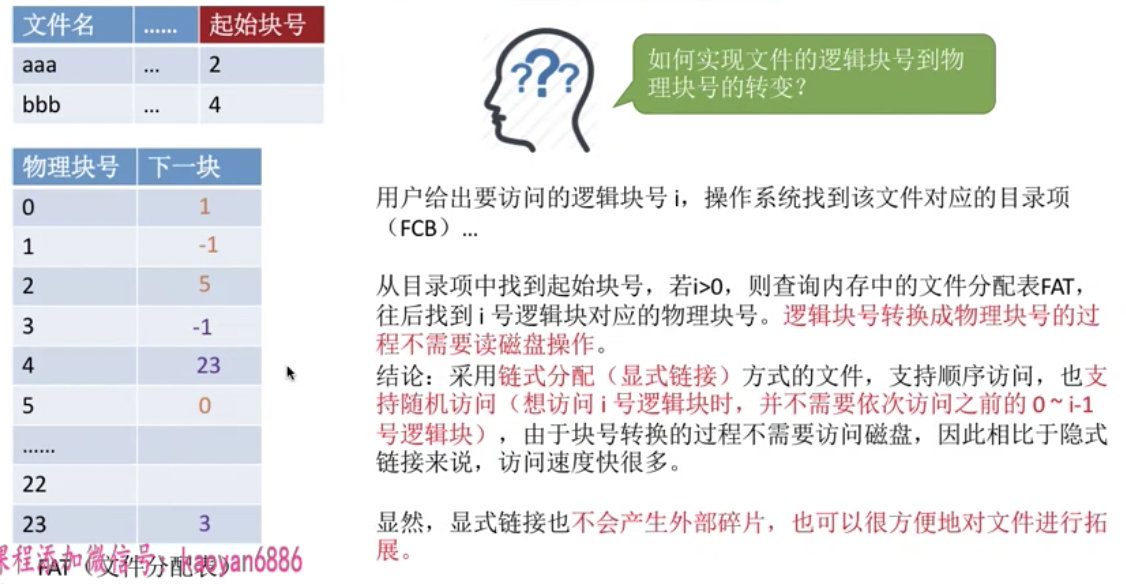 文件名 …… 起始块号
aaa … 2
bbb … 4
???
如何实现文件的逻辑块号到物
理块号的转变?
物理块号 下一块
0 1
1 -1
2 5
3 -1
4 23
5 0
……
22
23 3
FAT（文件分配表）
课程添加微信号：haoyan6886
用户给出要访问的逻辑块号 i，操作系统找到该文件对应的目录项
（FCB）…
从目录项中找到起始块号，若i>0，则查询内存中的文件分配表FAT，
往后找到 i 号逻辑块对应的物理块号。逻辑块号转换成物理块号的过
程不需要读磁盘操作。
结论：采用链式分配（显式链接）方式的文件，支持顺序访问，也支
持随机访问（想访问 i 号逻辑块时，并不需要依次访问之前的 0 ~ i-1
号逻辑块），由于块号转换的过程不需要访问磁盘，因此相比于隐式
链接来说，访问速度快很多。
显然，显式链接也不会产生外部碎片，也可以很方便地对文件进行拓
展。